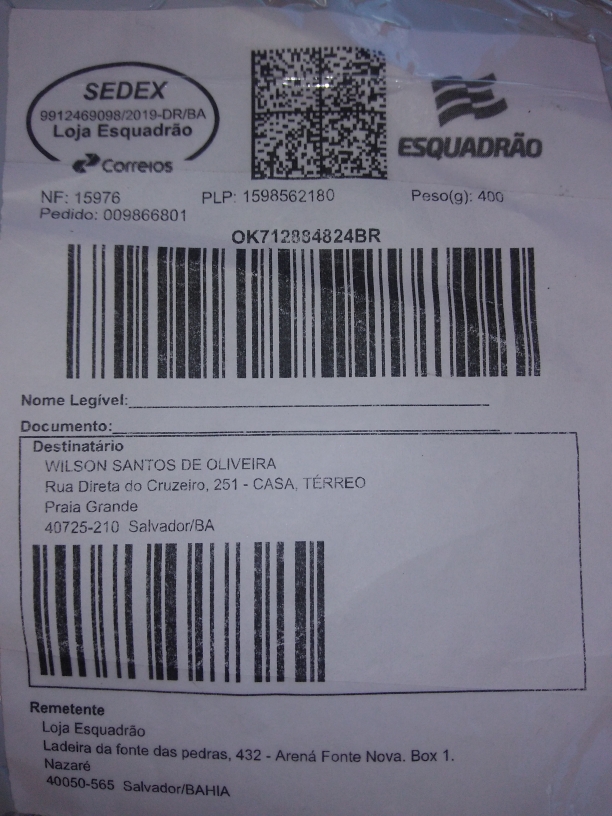 SEDEX
9912469098/2019-DR/BA
Loja Esquadrão
Correios
ESQUADRÃO
NF: 15976 PLP: 1598562180 Peso(g): 400
Pedido: 009866801
OK712884824BR
Nome Legível:
Documento:
Destinatário
WILSON SANTOS DE OLIVEIRA
Rua Direta do Cruzeiro, 251 - CASA, TÉRREO
Praia Grande
40725-210 Salvador/BA
Remetente
Loja Esquadrão
Ladeira da fonte das pedras, 432 - Arená Fonte Nova. Box 1.
Nazaré
40050-565 Salvador/BAHIA